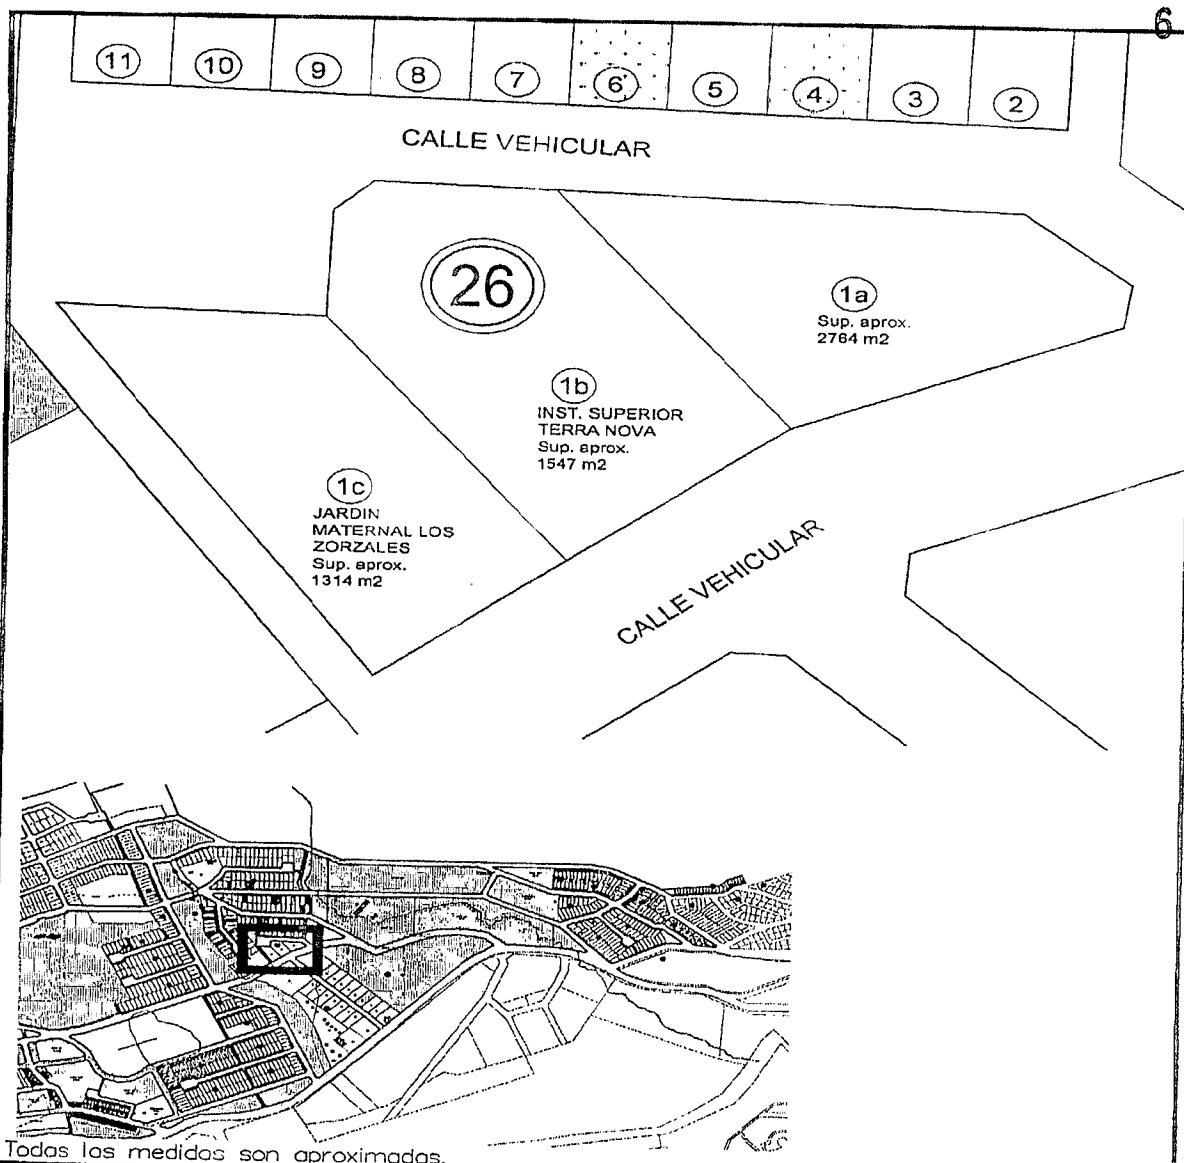 6
11 10 9 8 7 6 5 4 3 2
CALLE VEHICULAR
26
1a
Sup. aprox.
2764 m2
1b
INST. SUPERIOR
TERRA NOVA
Sup. aprox.
1547 m2
1c
JARDIN
MATERNAL LOS
ZORZALES
Sup. aprox.
1314 m2
CALLE VEHICULAR
Todas las medidas son aproximadas.